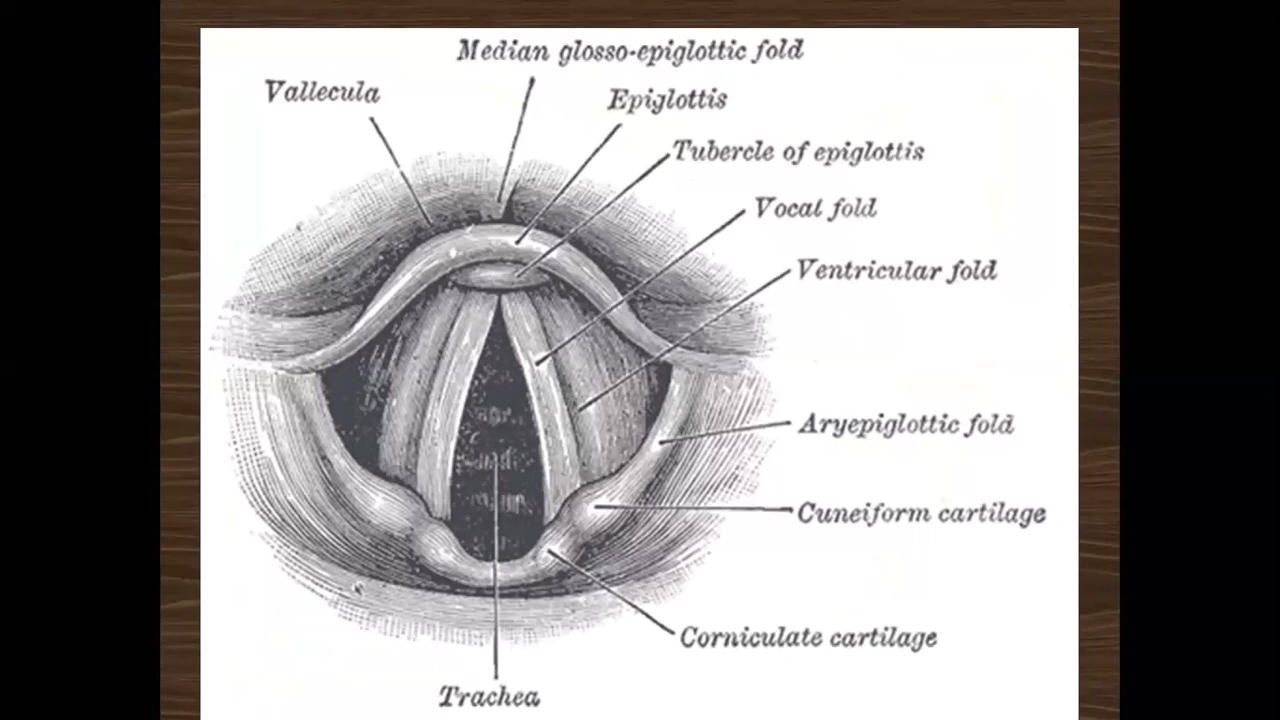 Median glosso-epiglottic fold
Vallecula
Epiglottis
Tubercle of epiglottis
Vocal fold
Ventricular fold
Aryepiglottic fold
Cuneiform cartilage
Corniculate cartilage
Trachea